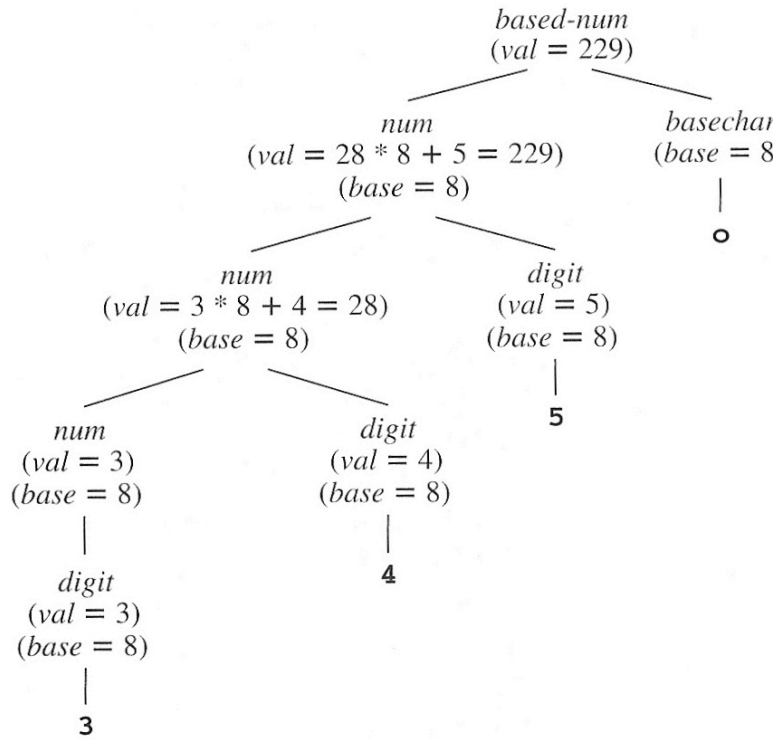 based-num
(val = 229)
num
(val = 28 * 8 + 5 = 229)
(base = 8)
basechar
(base = 8
o
num
(val = 3 * 8 + 4 = 28)
(base = 8)
digit
(val = 5)
(base = 8)
5
num
(val = 3)
(base = 8)
digit
(val = 4)
(base = 8)
4
digit
(val = 3)
(base = 8)
3